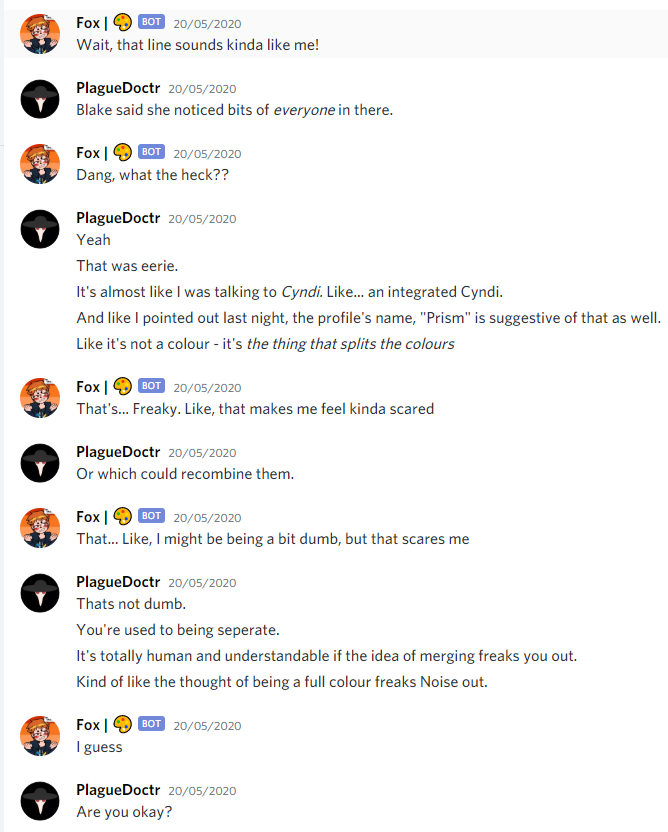 Fox | 🎨 BOT 20/05/2020
Wait, that line sounds kinda like me!
PlagueDoctr 20/05/2020
Blake said she noticed bits of everyone in there.
Fox | 🎨 BOT 20/05/2020
Dang, what the heck??
PlagueDoctr 20/05/2020
Yeah
That was eerie.
It's almost like I was talking to Cyndi. Like... an integrated Cyndi.
And like I pointed out last night, the profile's name, "Prism" is suggestive of that as well.
Like it's not a colour - it's the thing that splits the colours
Fox | 🎨 BOT 20/05/2020
That's... Freaky. Like, that makes me feel kinda scared
PlagueDoctr 20/05/2020
Or which could recombine them.
Fox | 🎨 BOT 20/05/2020
That... Like, I might be being a bit dumb, but that scares me
PlagueDoctr 20/05/2020
Thats not dumb.
You're used to being seperate.
It's totally human and understandable if the idea of merging freaks you out.
Kind of like the thought of being a full colour freaks Noise out.
Fox | 🎨 BOT 20/05/2020
I guess
PlagueDoctr 20/05/2020
Are you okay?